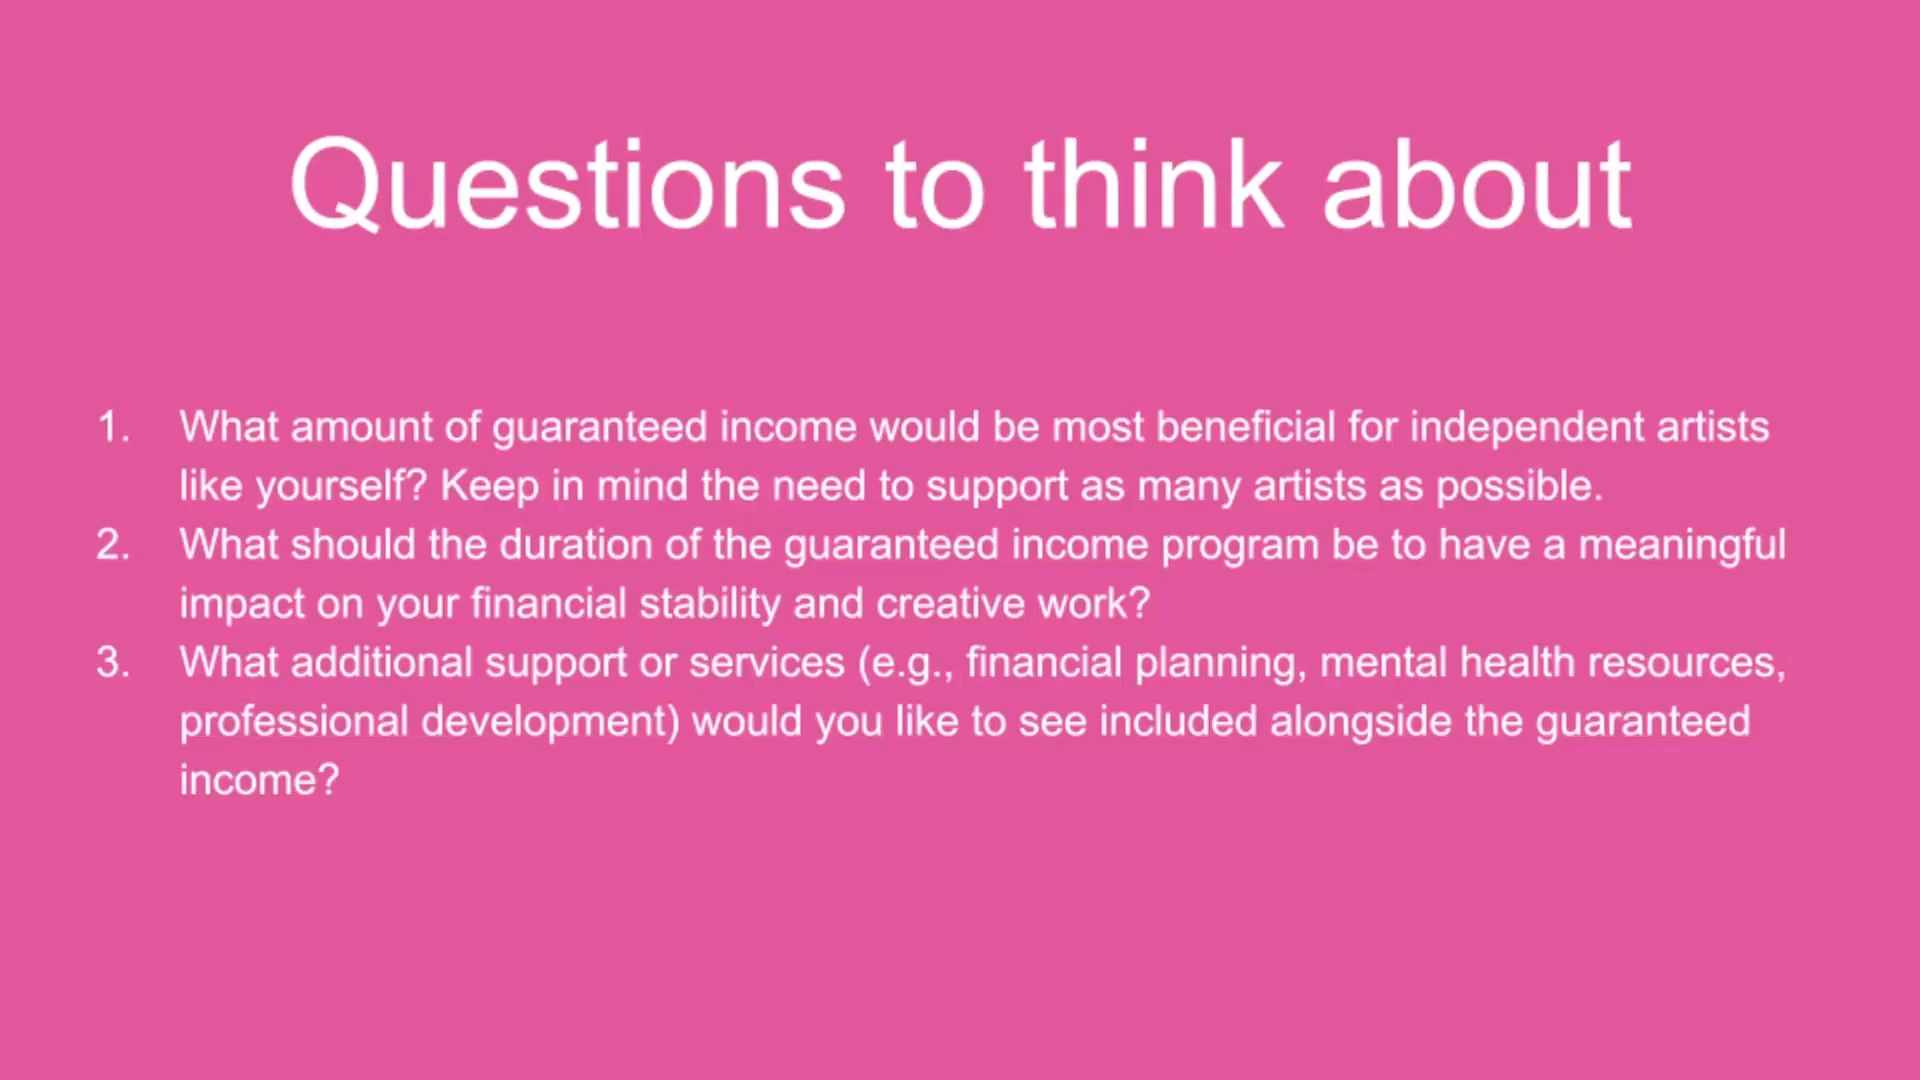 Questions to think about
1. What amount of guaranteed income would be most beneficial for independent artists
like yourself? Keep in mind the need to support as many artists as possible.
2. What should the duration of the guaranteed income program be to have a meaningful
impact on your financial stability and creative work?
3. What additional support or services (e.g., financial planning, mental health resources,
professional development) would you like to see included alongside the guaranteed
income?